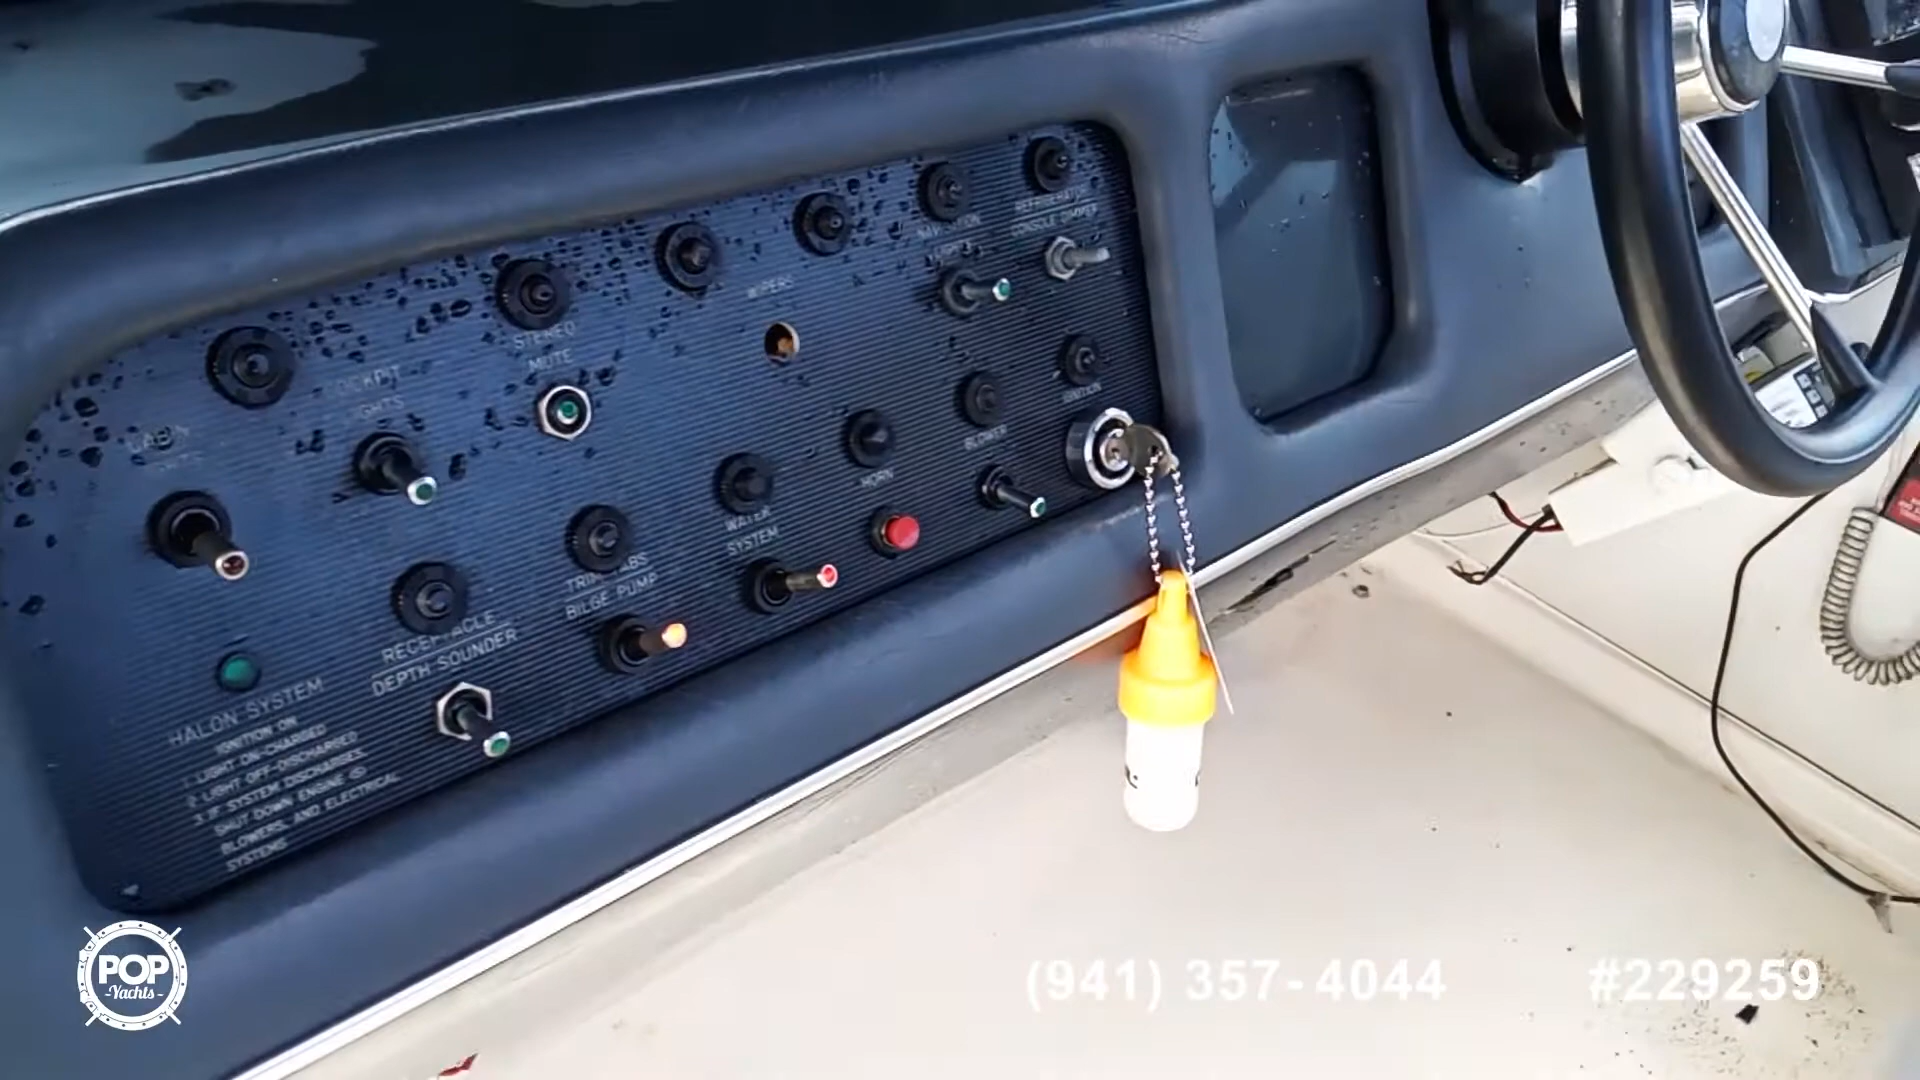 REFRIGERATOR
CONSOLE DIMMER
NAVIGATION
LIGHTS
WIPERS
STEREO
MUTE
COCKPIT
LIGHTS
CABIN
LIGHTS
IGNITION
BLOWER
HORN
WATER
SYSTEM
TRIM TABS
BILGE PUMP
RECEPTACLE
DEPTH SOUNDER
HALON SYSTEM
IGNITION ON
1. LIGHT ON-CHARGED
2. LIGHT OFF-DISCHARGED
3. IF SYSTEM DISCHARGES,
SHUT DOWN ENGINE (S)
BLOWERS, AND ELECTRICAL
SYSTEMS
POP
-Yachts-
(941) 357-4044
#229259